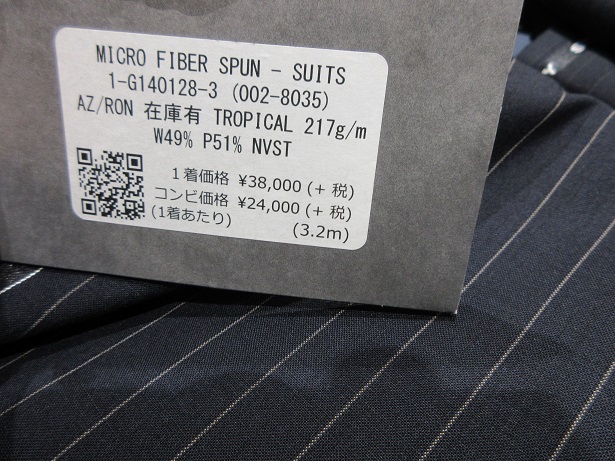 MICRO FIBER SPUN - SUITS
1-G140128-3 (002-8035)
AZ/RON 在庫有 TROPICAL 217g/m
W49% P51% NVST
1着価格 ¥38,000 (+ 税)
コンビ価格 ¥24,000 (+ 税)
(1着あたり) (3.2m)